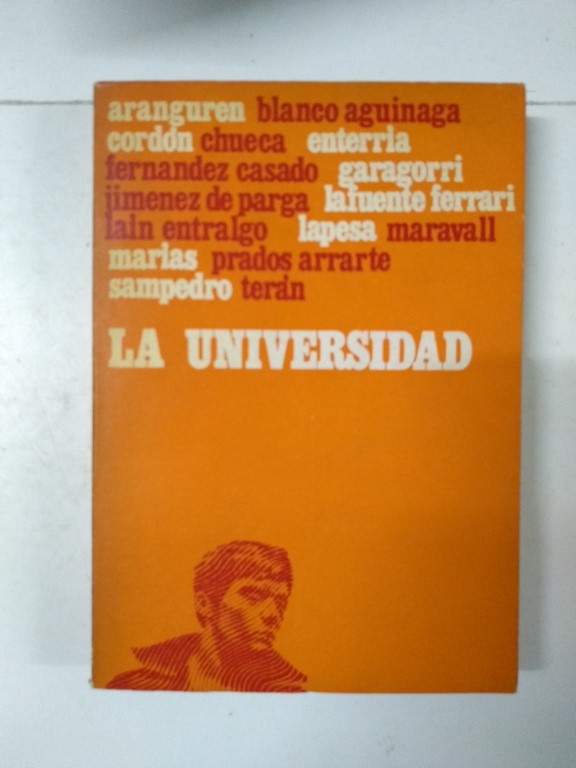 aranguren blanco aguinaga
cordón chueca enterria
fernandez casado garagorri
jimenez de parga lafuente ferrari
laín entralgo lapesa maravall
marias prados arrarte
sampedro terán
LA UNIVERSIDAD